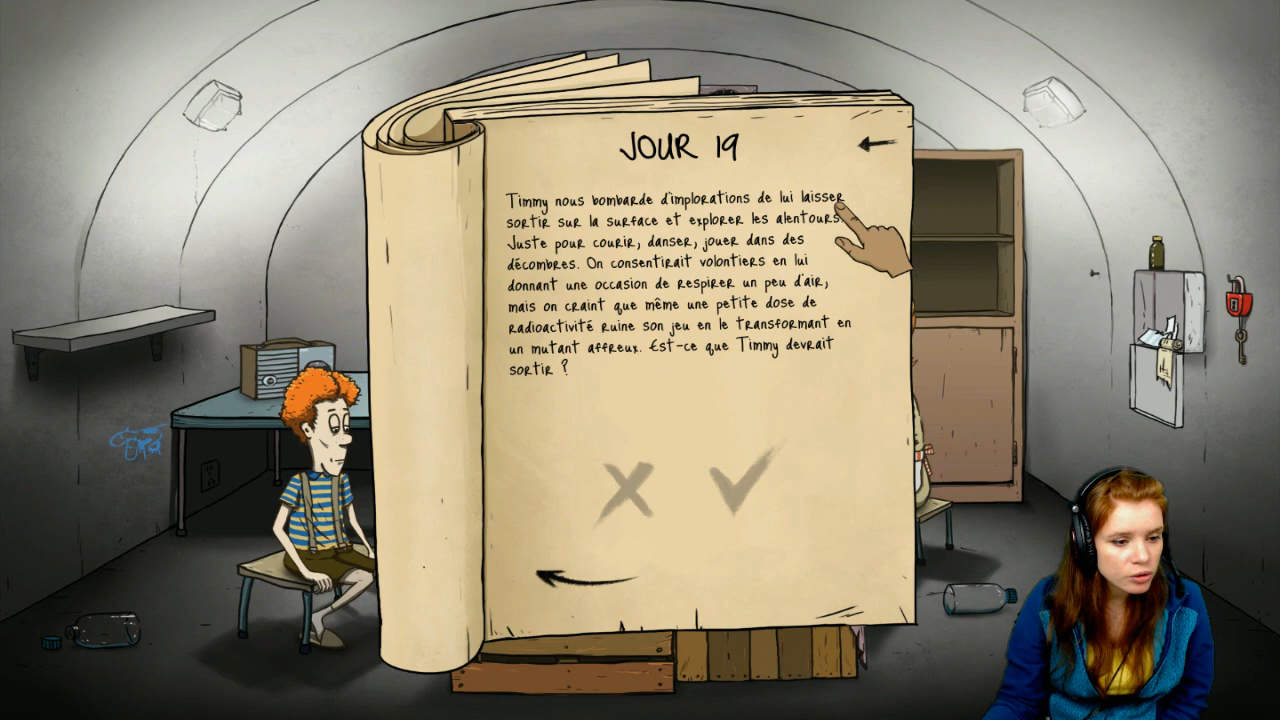 JOUR 19
Timmy nous bombarde d'implorations de lui laisser
sortir sur la surface et explorer les alentours.
Juste pour courir, danser, jouer dans des
décombres. On consentirait volontiers en lui
donnant une occasion de respirer un peu d'air,
mais on craint que même une petite dose de
radioactivité ruine son jeu en le transformant en
un mutant affreux. Est-ce que Timmy devrait
sortir ?